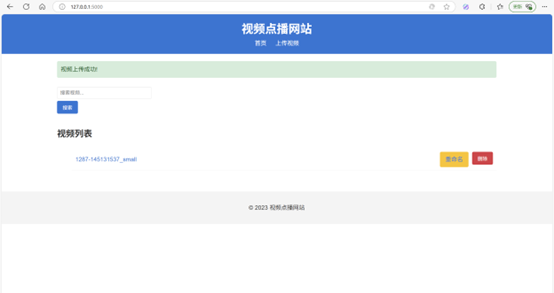 127.0.0.1:5000
视频点播网站
首页 上传视频
视频上传成功!
搜索视频...
搜索
视频列表
1287-145131537_small
重命名 删除
© 2023 视频点播网站